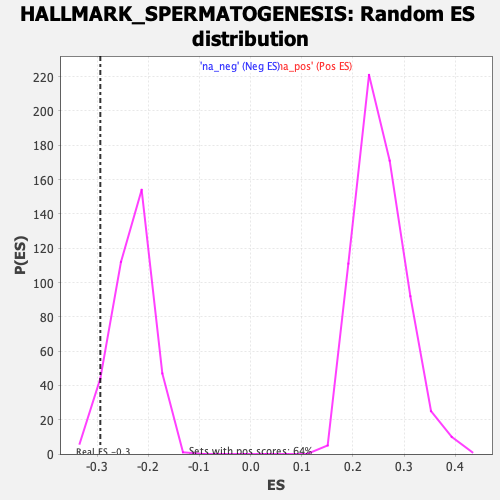 HALLMARK_SPERMATOGENESIS: Random ES
distribution
'na_neg' (Neg ES)
na_pos' (Pos ES)
220
200
180
160
140
120
100
80
60
40
20
0
P(ES)
Real ES -0.3
Sets with pos scores: 64%
-0.3 -0.2 -0.1 0.0 0.1 0.2 0.3 0.4
ES